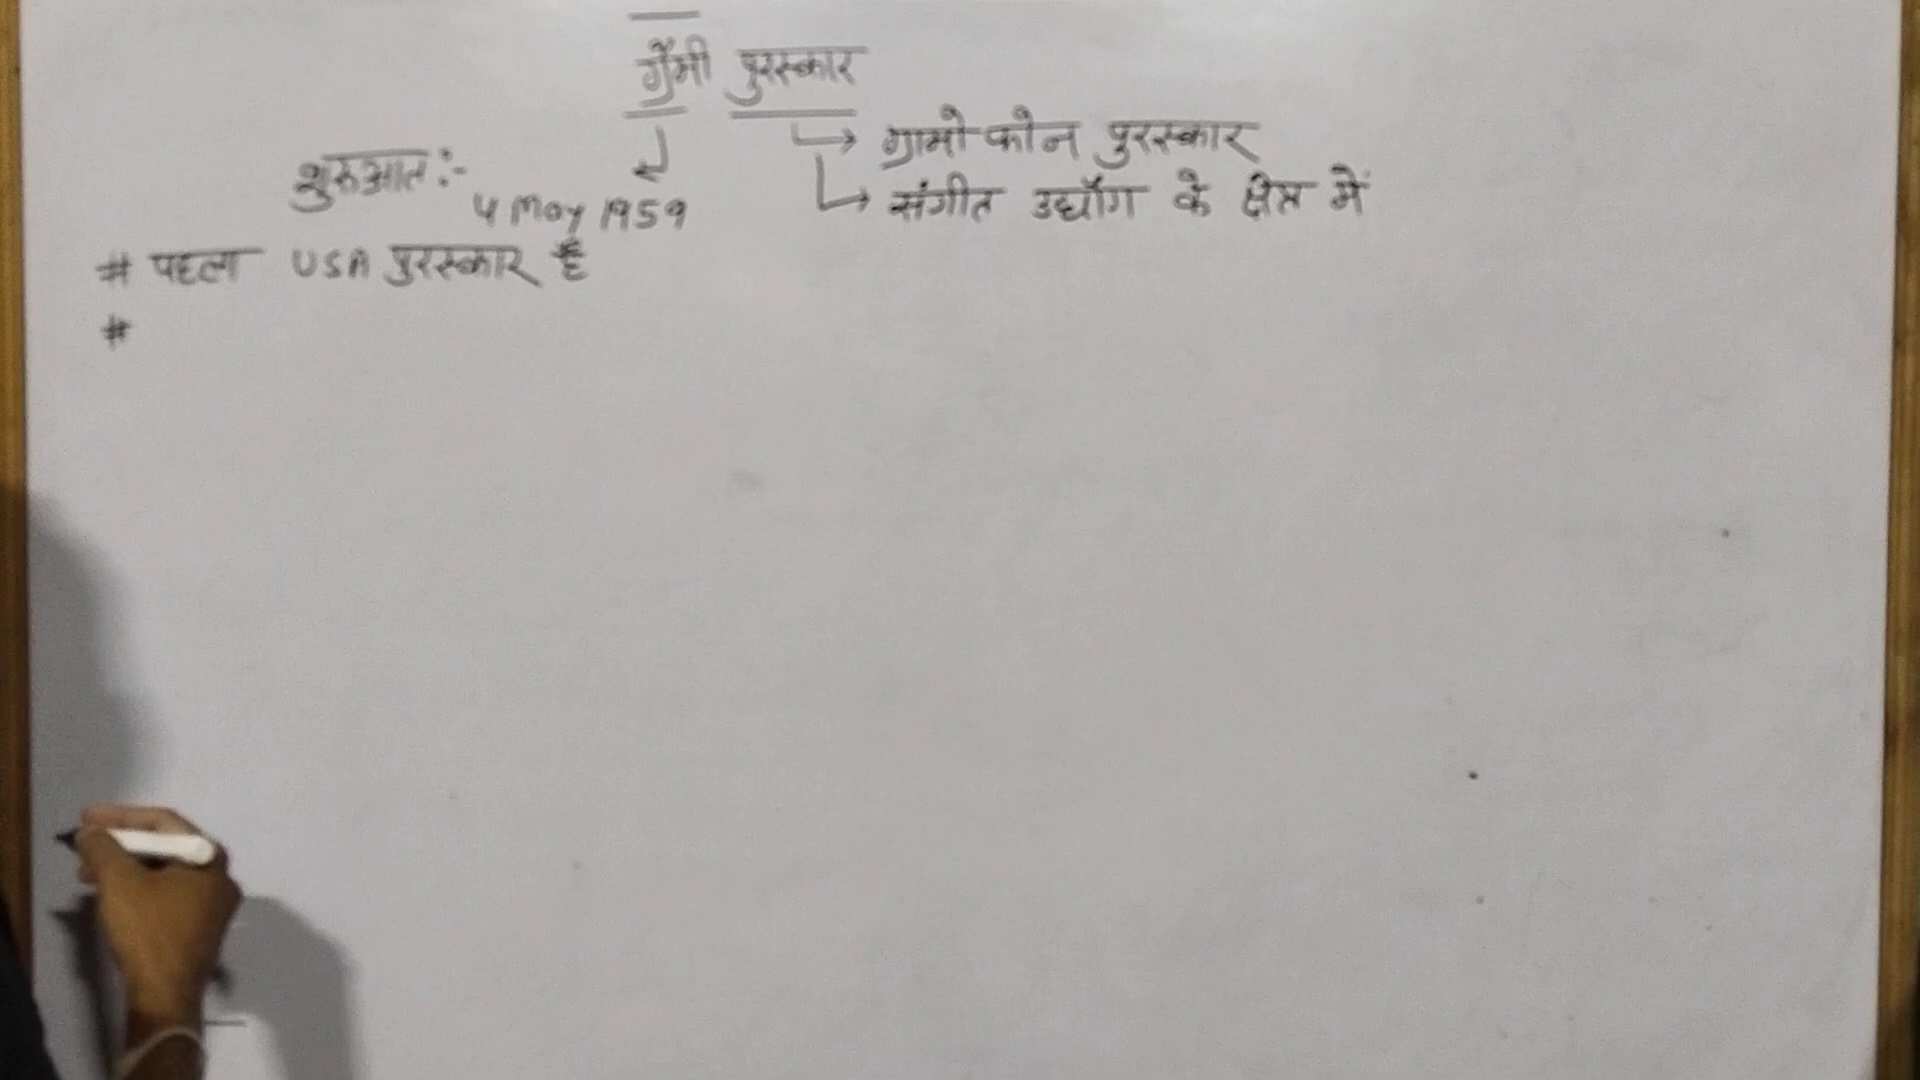 ग्रैमी पुरस्कार
→ ग्रामोफोन पुरस्कार
शुरुआत :-
4 May 1959
→ संगीत उद्यौग के क्षेत्र में
# पहला USA पुरस्कार है
#